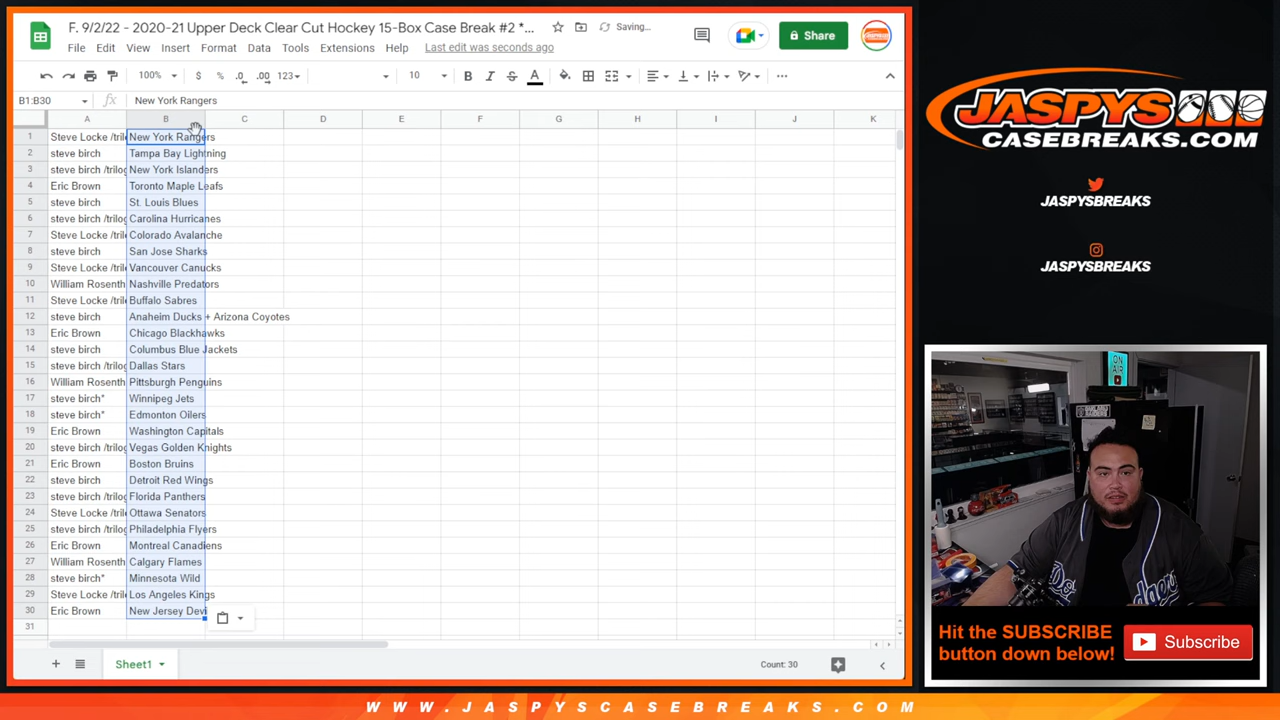 F. 9/2/22 - 2020-21 Upper Deck Clear Cut Hockey 15-Box Case Break #2 *...
Saving...
File Edit View Insert Format Data Tools Extensions Help Last edit was seconds ago
Share
100% $ % .0 .00 123 10 B I S A
B1:B30 fx New York Rangers
A B C D E F G H I J K
1 Steve Locke /trilo New York Rangers
2 steve birch Tampa Bay Lightning
3 steve birch /trilog New York Islanders
4 Eric Brown Toronto Maple Leafs
5 steve birch St. Louis Blues
6 steve birch /trilog Carolina Hurricanes
7 Steve Locke /trilo Colorado Avalanche
8 steve birch San Jose Sharks
9 Steve Locke /trilo Vancouver Canucks
10 William Rosenth Nashville Predators
11 Steve Locke /trilo Buffalo Sabres
12 steve birch Anaheim Ducks + Arizona Coyotes
13 Eric Brown Chicago Blackhawks
14 steve birch Columbus Blue Jackets
15 steve birch /trilog Dallas Stars
16 William Rosenth Pittsburgh Penguins
17 steve birch* Winnipeg Jets
18 steve birch* Edmonton Oilers
19 Eric Brown Washington Capitals
20 steve birch /trilog Vegas Golden Knights
21 Eric Brown Boston Bruins
22 steve birch Detroit Red Wings
23 steve birch /trilog Florida Panthers
24 Steve Locke /trilo Ottawa Senators
25 steve birch /trilog Philadelphia Flyers
26 Eric Brown Montreal Canadiens
27 William Rosenth Calgary Flames
28 steve birch* Minnesota Wild
29 Steve Locke /trilo Los Angeles Kings
30 Eric Brown New Jersey Devi
31
Sheet1
Count: 30
JASPYS
CASEBREAKS.COM
JASPYSBREAKS
JASPYSBREAKS
ON AIR
Hit the SUBSCRIBE
button down below!
Subscribe
WWW.JASPYSCASEBREAKS.COM